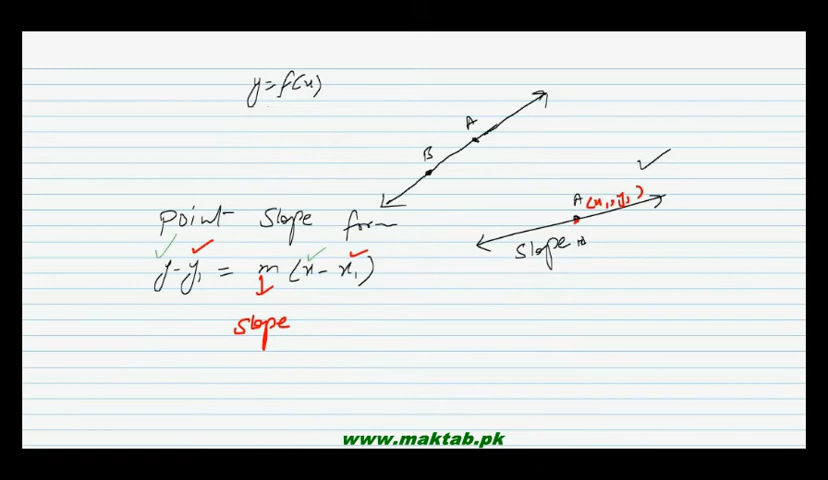 y=f(x)
A
B
A (x₁, y₁)
Point Slope form
Slope
y-y₁ = m (x-x₁)
slope
www.maktab.pk